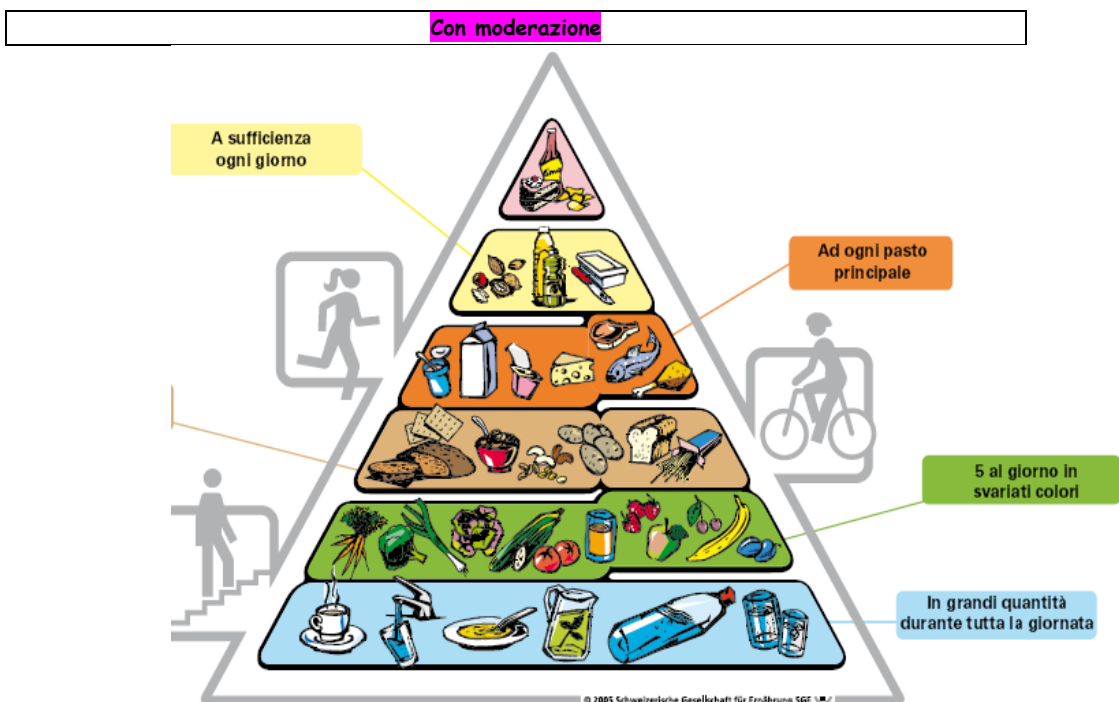 Con moderazione
A sufficienza
ogni giorno
Ad ogni pasto
principale
5 al giorno in
svariati colori
In grandi quantità
durante tutta la giornata
© 2005 Schweizerische Gesellschaft für Ernährung SGE